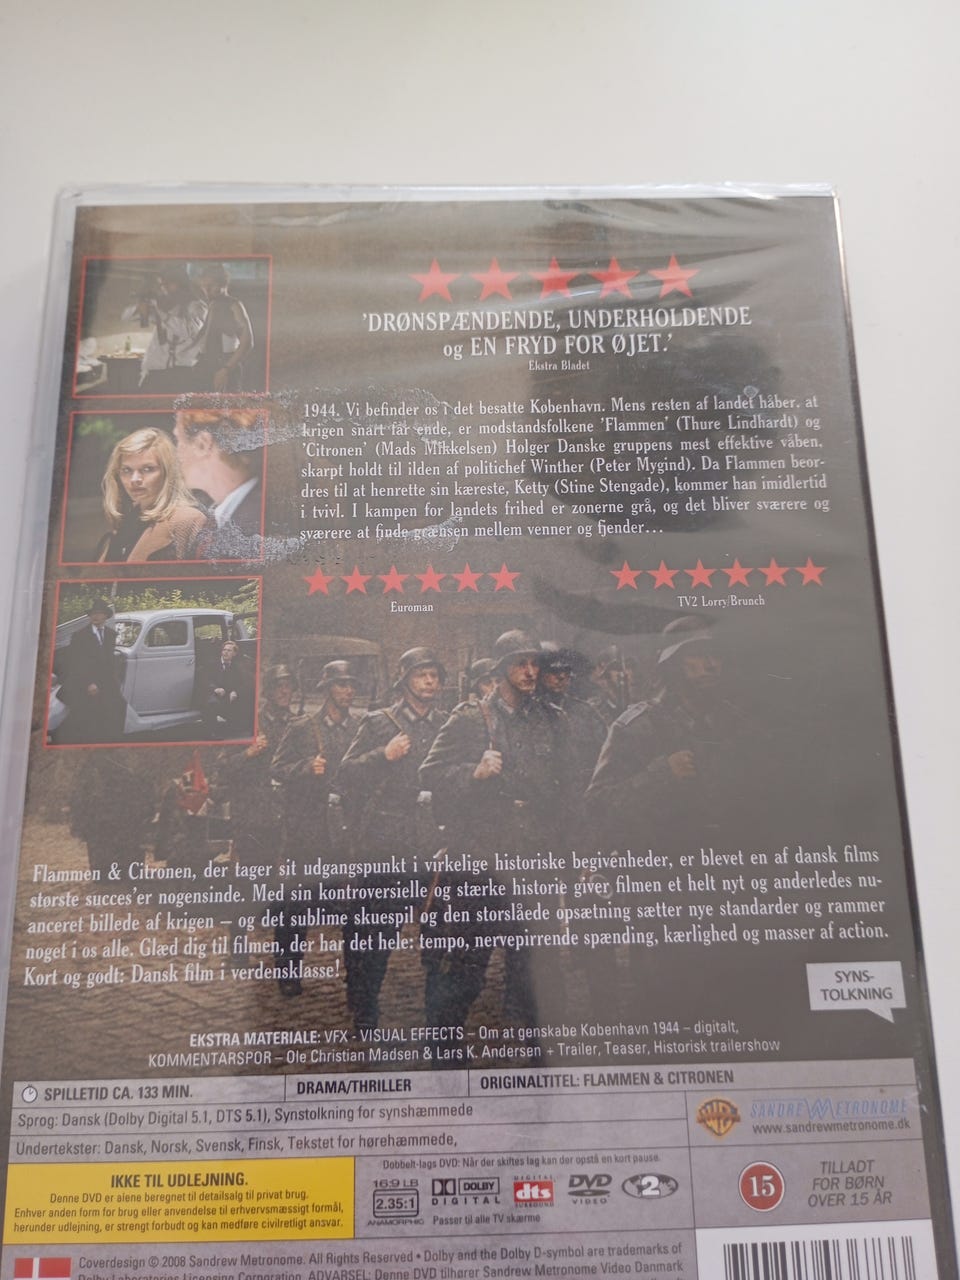 'DRØNSPÆNDENDE, UNDERHOLDENDE
og EN FRYD FOR ØJET.'
Ekstra Bladet
1944. Vi befinder os i det besatte København. Mens resten af landet håber, at
krigen snart får ende, er modstandsfolkene 'Flammen' (Thure Lindhardt) og
'Citronen' (Mads Mikkelsen) Holger Danske gruppens mest effektive våben,
skarpt holdt til ilden af politichef Winther (Peter Mygind). Da Flammen beor-
dres til at henrette sin kæreste, Ketty (Stine Stengade), kommer han imidlertid
i tvivl. I kampen for landets frihed er zonerne grå, og det bliver sværere og
sværere at finde grænsen mellem venner og fjender...
Euroman
TV2 Lorry/Brunch
Flammen & Citronen, der tager sit udgangspunkt i virkelige historiske begivenheder, er blevet en af dansk films
største succes'er nogensinde. Med sin kontroversielle og stærke historie giver filmen et helt nyt og anderledes nu-
anceret billede af krigen – og det sublime skuespil og den storslåede opsætning sætter nye standarder og rammer
noget i os alle. Glæd dig til filmen, der har det hele: tempo, nervepirrende spænding, kærlighed og masser af action.
Kort og godt: Dansk film i verdensklasse!
SYNS-
TOLKNING
EKSTRA MATERIALE: VFX - VISUAL EFFECTS – Om at genskabe København 1944 – digitalt,
KOMMENTARSPOR – Ole Christian Madsen & Lars K. Andersen + Trailer, Teaser, Historisk trailershow
SPILLETID CA. 133 MIN.
DRAMA/THRILLER
ORIGINALTITEL: FLAMMEN & CITRONEN
Sprog: Dansk (Dolby Digital 5.1, DTS 5.1), Synstolkning for synshæmmede
Undertekster: Dansk, Norsk, Svensk, Finsk, Tekstet for hørehæmmede,
SANDREW METRONOME
www.sandrewmetronome.dk
IKKE TIL UDLEJNING.
Denne DVD er alene beregnet til detailsalg til privat brug.
Enhver anden form for brug eller anvendelse til erhvervsmæssigt formål,
herunder udlejning, er strengt forbudt og kan medføre civilretligt ansvar.
Dobbelt-lags DVD: Når der skiftes lag kan der opstå en kort pause.
16:9 LB
2.35:1
ANAMORPHIC
DOLBY
DIGITAL
DIGITAL
dts
SURROUND
DVD
VIDEO
2
Passer til alle TV skærme
15
TILLADT
FOR BØRN
OVER 15 ÅR
Coverdesign © 2008 Sandrew Metronome. All Rights Reserved • Dolby and the Dolby D-symbol are trademarks of
Dolby Laboratories Licensing Corporation. ADVARSEL: Denne DVD tilhører Sandrew Metronome Video Danmark